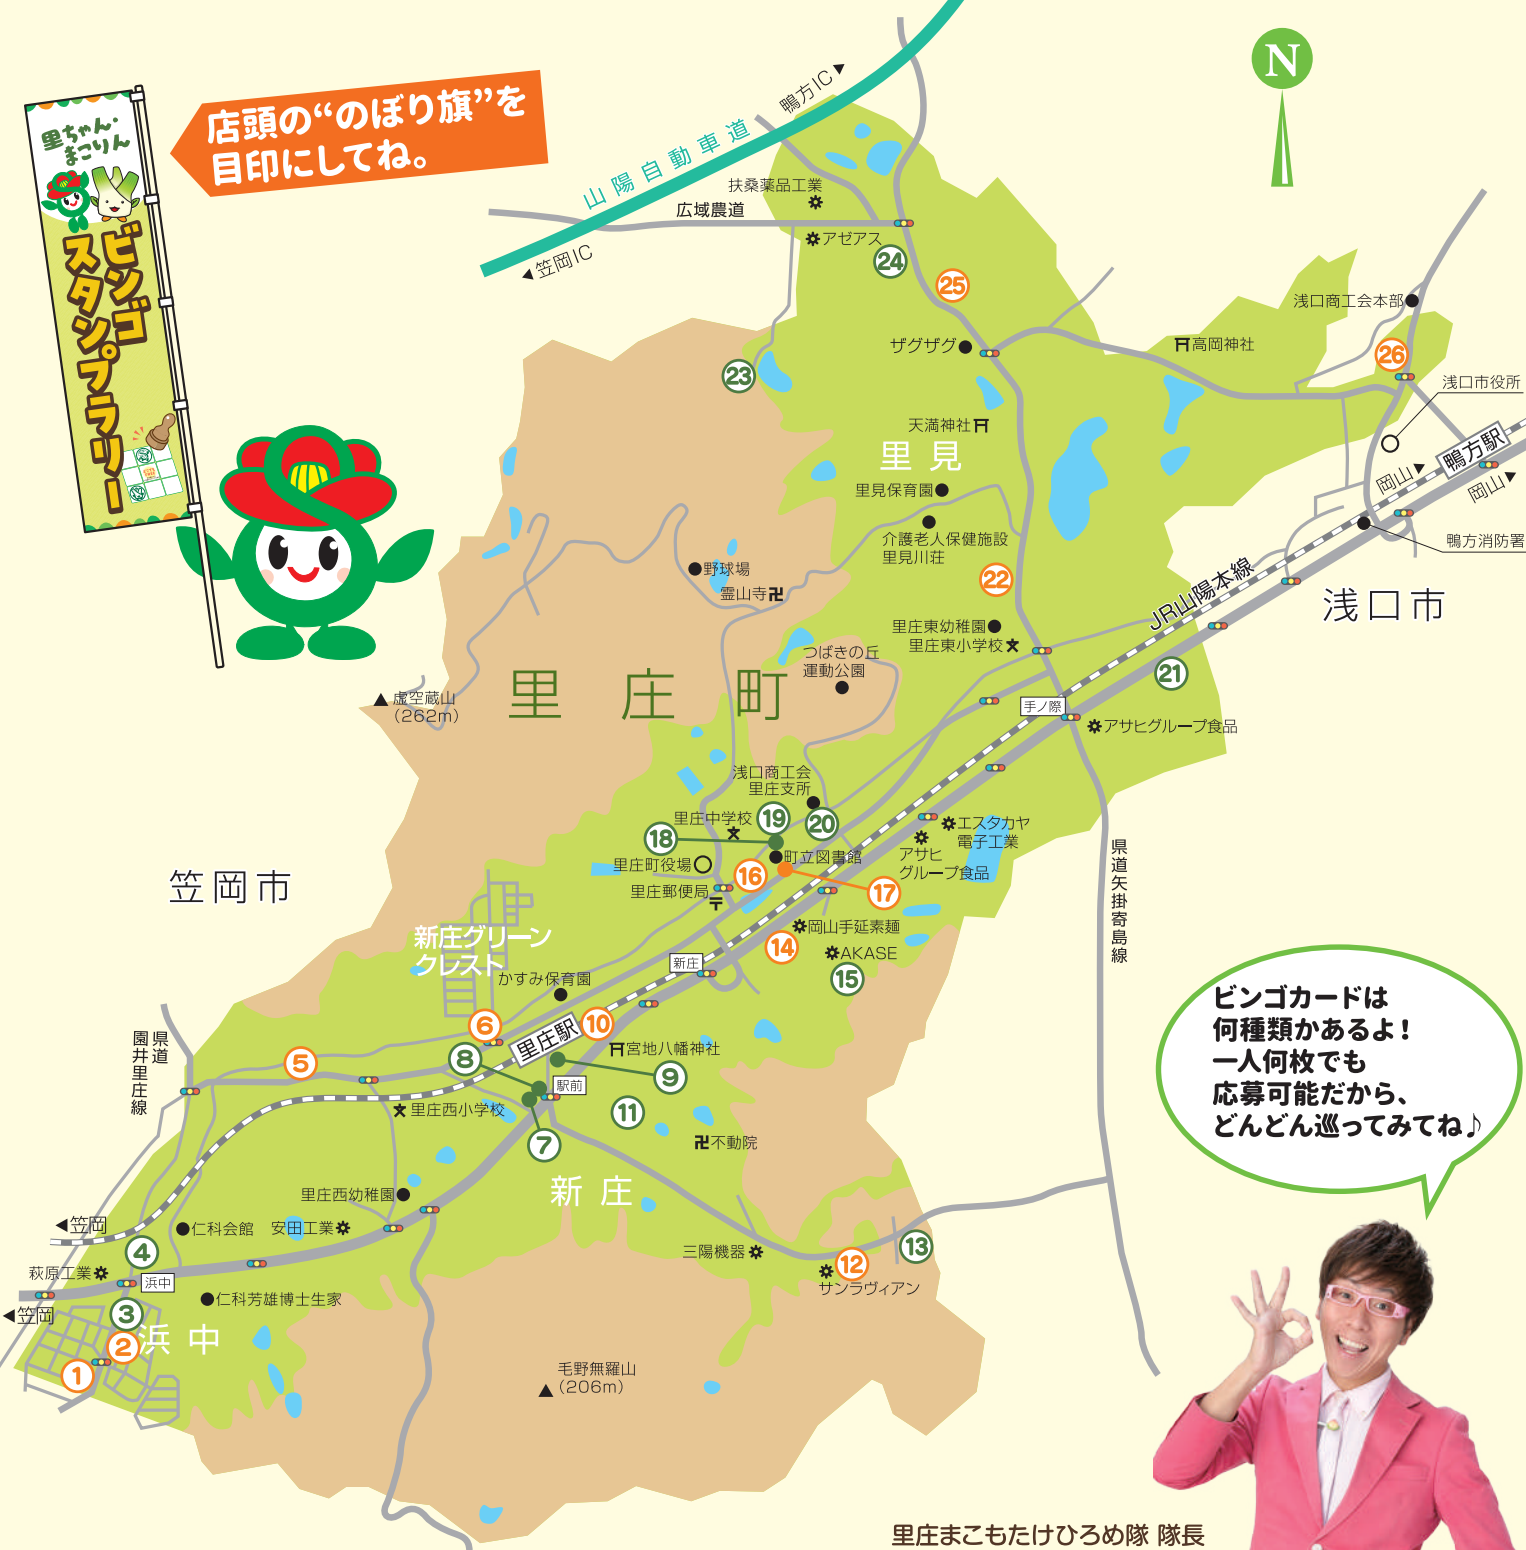 店頭の“のぼり旗”を
目印にしてね。
里ちゃん・
まこりん
ビンゴ
スタンプラリー
N
鴨方IC▶
山陽自動車道
◀笠岡IC
扶桑薬品工業
広域農道
アゼアス
24
25
浅口商工会本部
ザグザグ
高岡神社
26
23
浅口市役所
天満神社
里見
鴨方駅
岡山▶
岡山▶
里見保育園
介護老人保健施設
里見川荘
鴨方消防署
野球場
霊山寺
22
JR山陽本線
浅口市
里庄東幼稚園
里庄東小学校
つばきの丘
運動公園
21
里庄町
虚空蔵山
(262m)
手ノ際
アサヒグループ食品
浅口商工会
里庄支所
里庄中学校
19
20
18
エスタカヤ
電子工業
アサヒ
グループ食品
町立図書館
里庄町役場
16
17
里庄郵便局
県道矢掛寄島線
笠岡市
新庄グリーン
クレスト
14
岡山手延素麺
AKASE
15
新庄
かすみ保育園
6
里庄駅
10
県道
園井里庄線
5
8
宮地八幡神社
9
駅前
里庄西小学校
11
7
不動院
ビンゴカードは
何種類かあるよ!
一人何枚でも
応募可能だから、
どんどん巡ってみてね♪
新庄
里庄西幼稚園
◀笠岡
仁科会館
安田工業
4
三陽機器
13
12
サンラヴィアン
萩原工業
浜中
◀笠岡
3
仁科芳雄博士生家
2
浜中
1
毛野無羅山
(206m)
里庄まこもたけひろめ隊 隊長